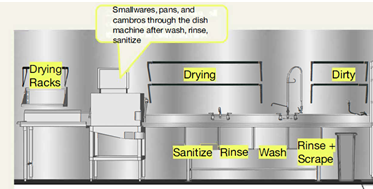 Smallwares, pans, and
cambros through the dish
machine after wash, rinse,
sanitize
Drying
Racks
Drying
Dirty
Sanitize
Rinse
Wash
Rinse +
Scrape